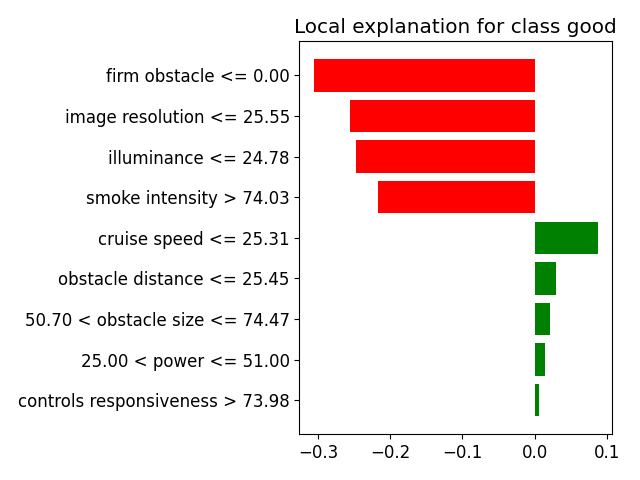 Local explanation for class good
firm obstacle <= 0.00
image resolution <= 25.55
illuminance <= 24.78
smoke intensity > 74.03
cruise speed <= 25.31
obstacle distance <= 25.45
50.70 < obstacle size <= 74.47
25.00 < power <= 51.00
controls responsiveness > 73.98
−0.3 −0.2 −0.1 0.0 0.1